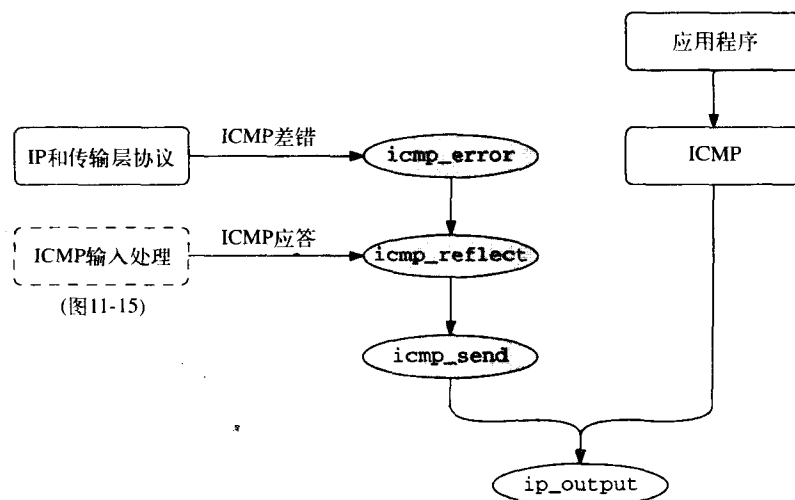 应用程序
ICMP差错
IP和传输层协议
icmp_error
ICMP
ICMP应答
ICMP输入处理
icmp_reflect
(图11-15)
icmp_send
ip_output